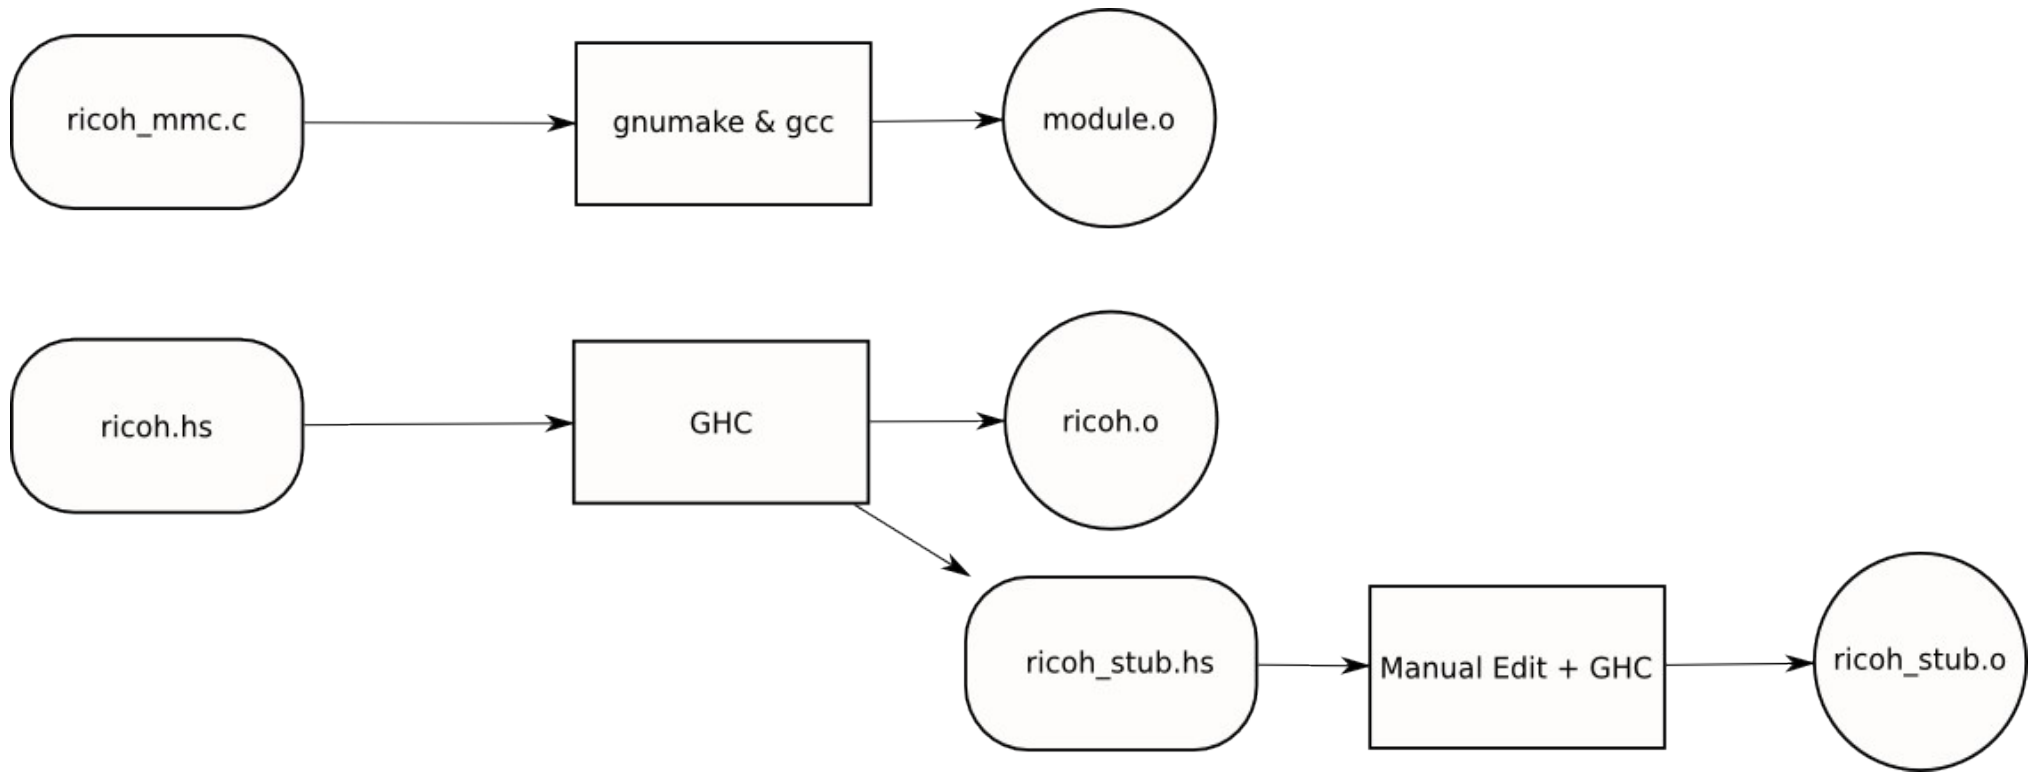 ricoh_mmc.c
gnumake & gcc
module.o
ricoh.hs
GHC
ricoh.o
ricoh_stub.hs
Manual Edit + GHC
ricoh_stub.o